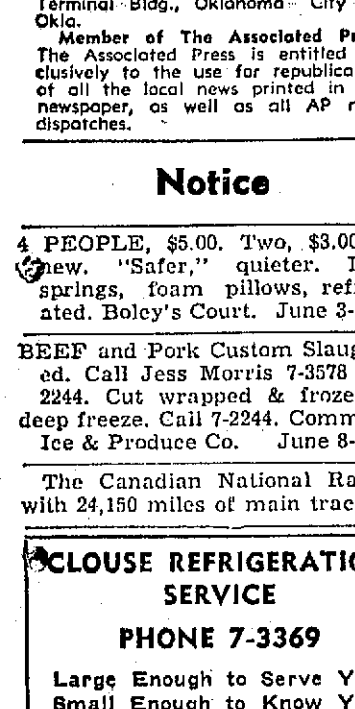 Terminal Bldg., Oklahoma City
Okla.
Member of The Associated Pr
The Associated Press is entitled
clusively to the use for republica
of all the local news printed in
newspaper, as well as all AP n
dispatches.
Notice
4 PEOPLE, $5.00. Two, $3.00
new. "Safer," quieter. I
springs, foam pillows, refr
ated. Boley's Court. June 3-
BEEF and Pork Custom Slaug
ed. Call Jess Morris 7-3578
2244. Cut wrapped & froze
deep freeze. Call 7-2244. Comm
Ice & Produce Co. June 8-
The Canadian National Ra
with 24,150 miles of main trac
CLOUSE REFRIGERATIO
SERVICE
PHONE 7-3369
Large Enough to Serve Y
Small Enough to Know Y